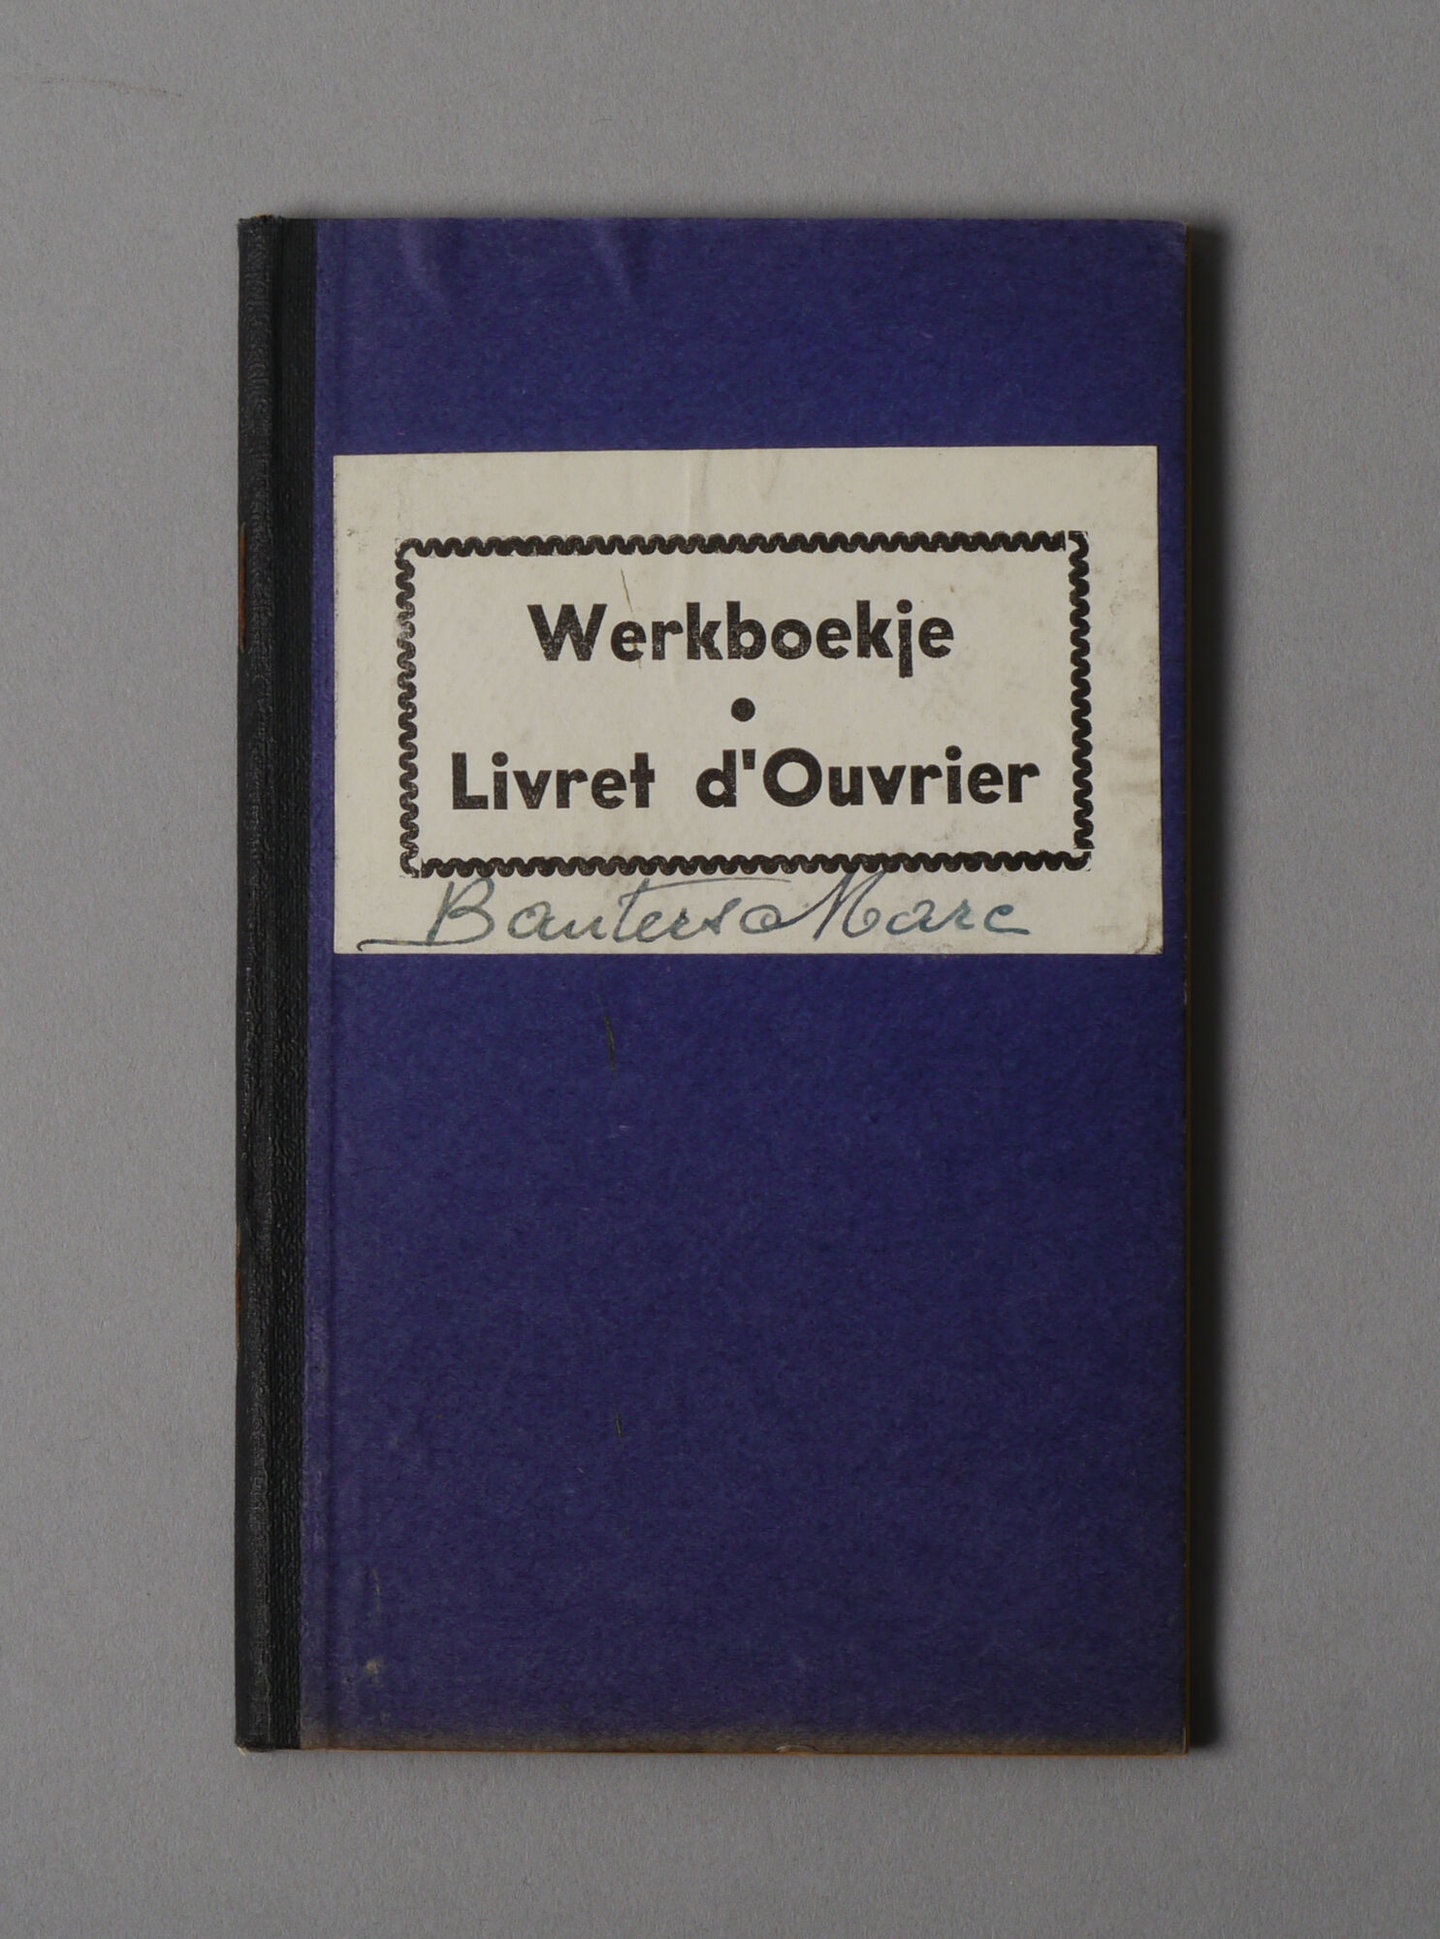 Werkboekje
•
Livret d'Ouvrier
Bauters Marc